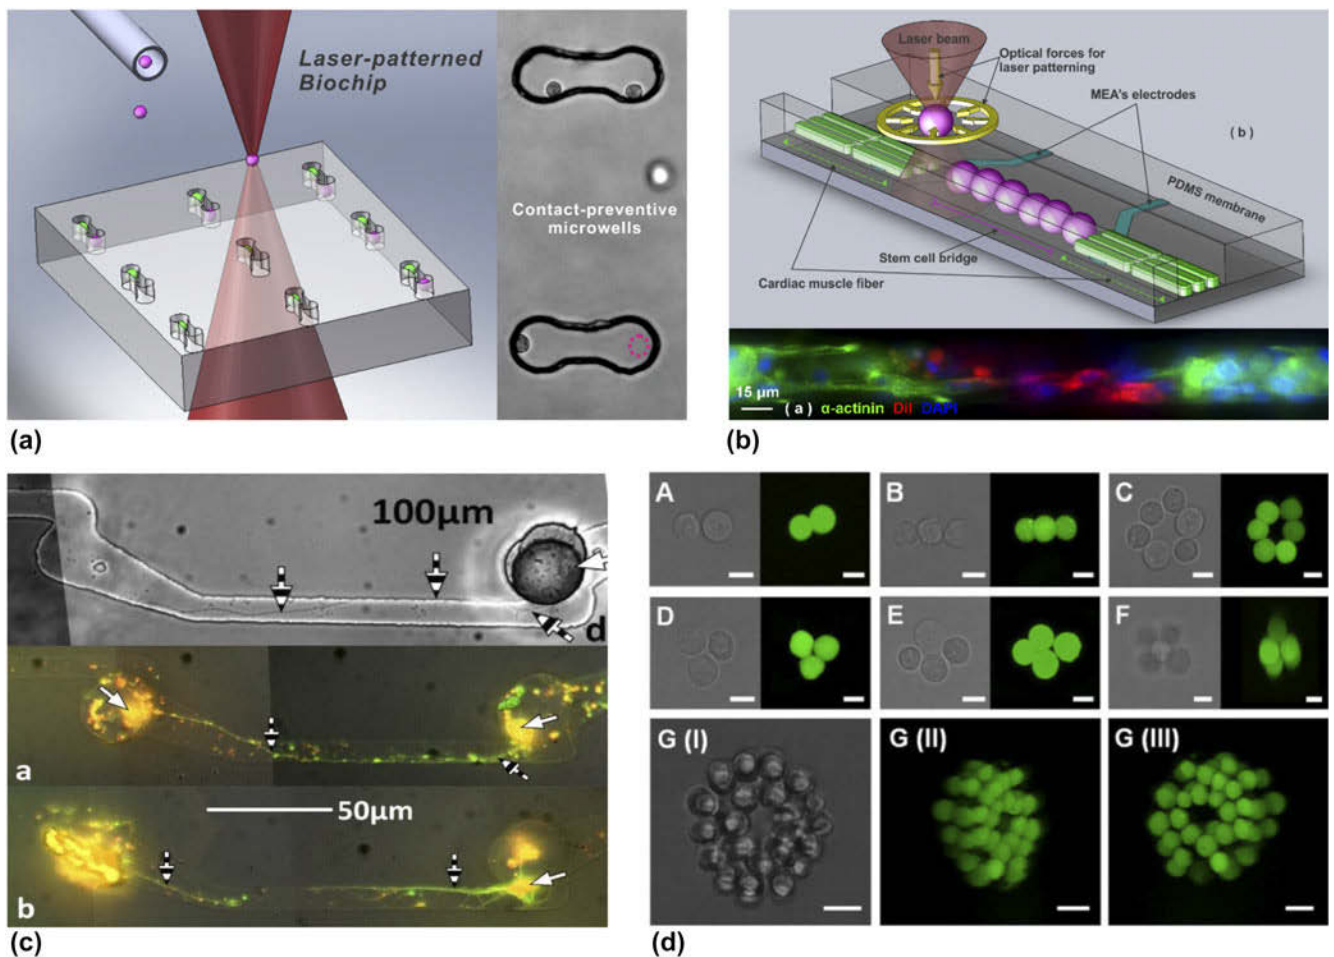 Laser-patterned
Biochip
Contact-preventive
microwells
(a)
Laser beam
Optical forces for
laser patterning
MEA's electrodes
( b )
PDMS membrane
Stem cell bridge
Cardiac muscle fiber
15 μm
( a ) α-actinin DiI DAPI
(b)
100μm
d
a
50μm
b
(c)
A
B
C
D
E
F
G (I)
G (II)
G (III)
(d)